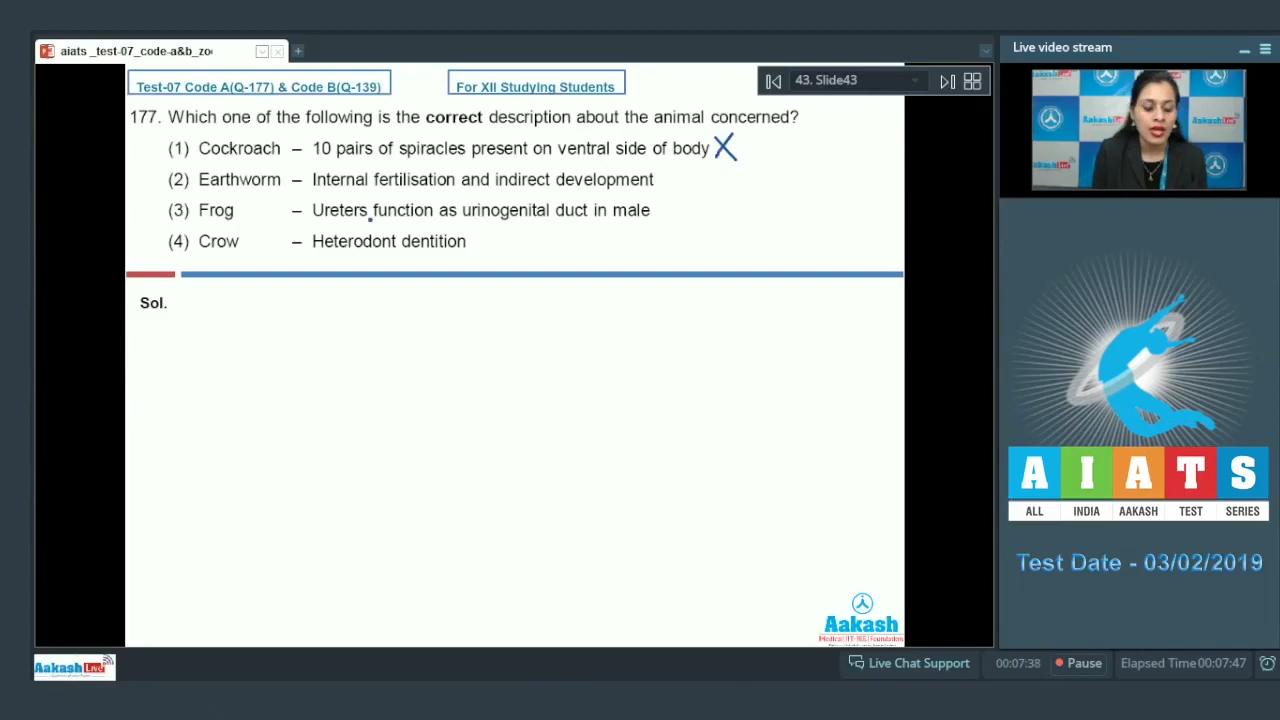 aiats _test-07_code-a&b_zo
Live video stream
Test-07 Code A(Q-177) & Code B(Q-139)
For XII Studying Students
43. Slide43
177. Which one of the following is the correct description about the animal concerned?
(1) Cockroach – 10 pairs of spiracles present on ventral side of body
(2) Earthworm – Internal fertilisation and indirect development
(3) Frog – Ureters function as urinogenital duct in male
(4) Crow – Heterodont dentition
Sol.
A I A T S
ALL INDIA AAKASH TEST SERIES
Test Date - 03/02/2019
Aakash
Aakash Live
Live Chat Support
00:07:38
Pause
Elapsed Time 00:07:47